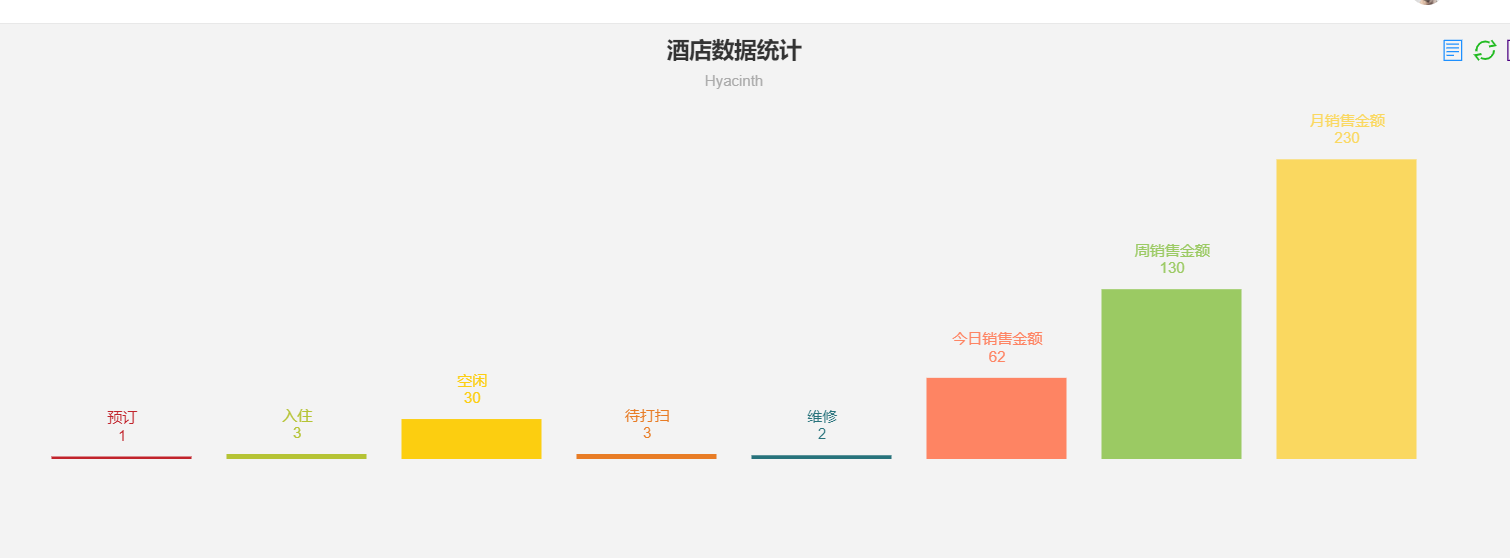 酒店数据统计
Hyacinth
预订
1
入住
3
空闲
30
待打扫
3
维修
2
今日销售金额
62
周销售金额
130
月销售金额
230